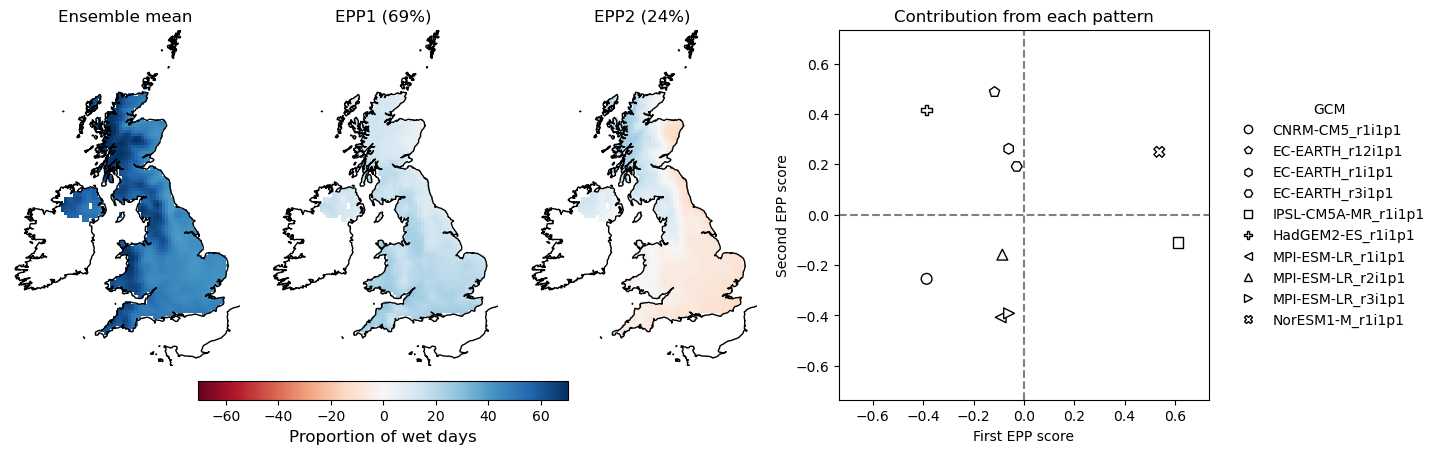 Ensemble mean
EPP1 (69%)
EPP2 (24%)
−60 −40 −20 0 20 40 60
Proportion of wet days
Contribution from each pattern
Second EPP score
0.6
0.4
0.2
0.0
−0.2
−0.4
−0.6
−0.6 −0.4 −0.2 0.0 0.2 0.4 0.6
First EPP score
GCM
CNRM-CM5_r1i1p1
EC-EARTH_r12i1p1
EC-EARTH_r1i1p1
EC-EARTH_r3i1p1
IPSL-CM5A-MR_r1i1p1
HadGEM2-ES_r1i1p1
MPI-ESM-LR_r1i1p1
MPI-ESM-LR_r2i1p1
MPI-ESM-LR_r3i1p1
NorESM1-M_r1i1p1